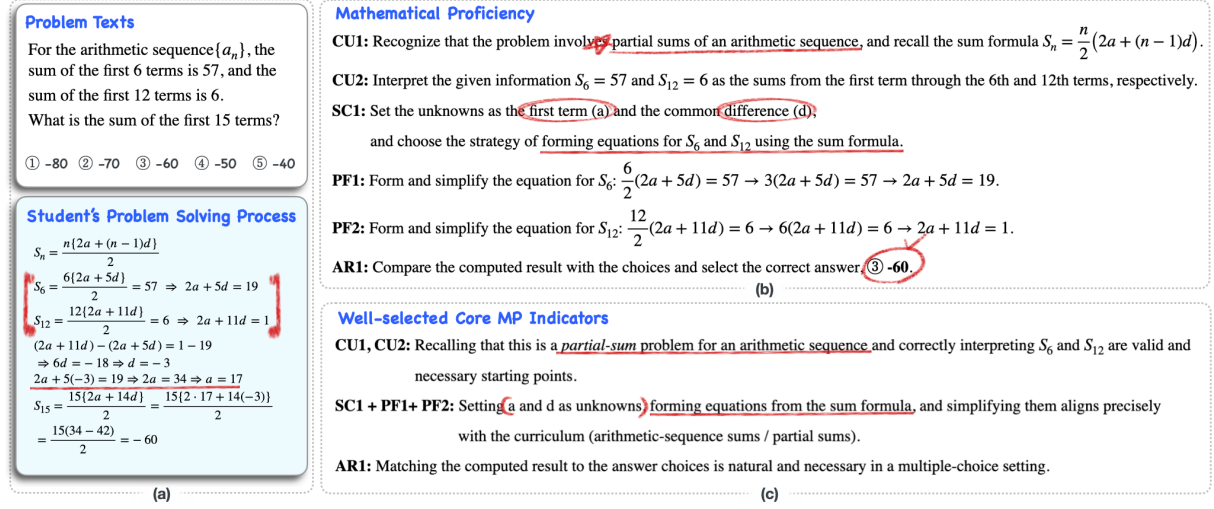 Problem Texts
For the arithmetic sequence{aₙ}, the
sum of the first 6 terms is 57, and the
sum of the first 12 terms is 6.
What is the sum of the first 15 terms?
① -80 ② -70 ③ -60 ④ -50 ⑤ -40
Student's Problem Solving Process
Sₙ = n{2a + (n − 1)d} / 2
S₆ = 6{2a + 5d} / 2 = 57 ⇒ 2a + 5d = 19
S₁₂ = 12{2a + 11d} / 2 = 6 ⇒ 2a + 11d = 1
(2a + 11d) − (2a + 5d) = 1 − 19
⇒ 6d = − 18 ⇒ d = − 3
2a + 5(−3) = 19 ⇒ 2a = 34 ⇒ a = 17
S₁₅ = 15{2a + 14d} / 2 = 15{2 · 17 + 14(−3)} / 2
= 15(34 − 42) / 2 = − 60
(a)
Mathematical Proficiency
CU1: Recognize that the problem involves partial sums of an arithmetic sequence, and recall the sum formula Sₙ = n/2 (2a + (n − 1)d).
CU2: Interpret the given information S₆ = 57 and S₁₂ = 6 as the sums from the first term through the 6th and 12th terms, respectively.
SC1: Set the unknowns as the first term (a) and the common difference (d),
and choose the strategy of forming equations for S₆ and S₁₂ using the sum formula.
PF1: Form and simplify the equation for S₆: 6/2 (2a + 5d) = 57 → 3(2a + 5d) = 57 → 2a + 5d = 19.
PF2: Form and simplify the equation for S₁₂: 12/2 (2a + 11d) = 6 → 6(2a + 11d) = 6 → 2a + 11d = 1.
AR1: Compare the computed result with the choices and select the correct answer, ③ -60.
(b)
Well-selected Core MP Indicators
CU1, CU2: Recalling that this is a partial-sum problem for an arithmetic sequence and correctly interpreting S₆ and S₁₂ are valid and
necessary starting points.
SC1 + PF1+ PF2: Setting (a and d as unknowns) forming equations from the sum formula, and simplifying them aligns precisely
with the curriculum (arithmetic-sequence sums / partial sums).
AR1: Matching the computed result to the answer choices is natural and necessary in a multiple-choice setting.
(c)